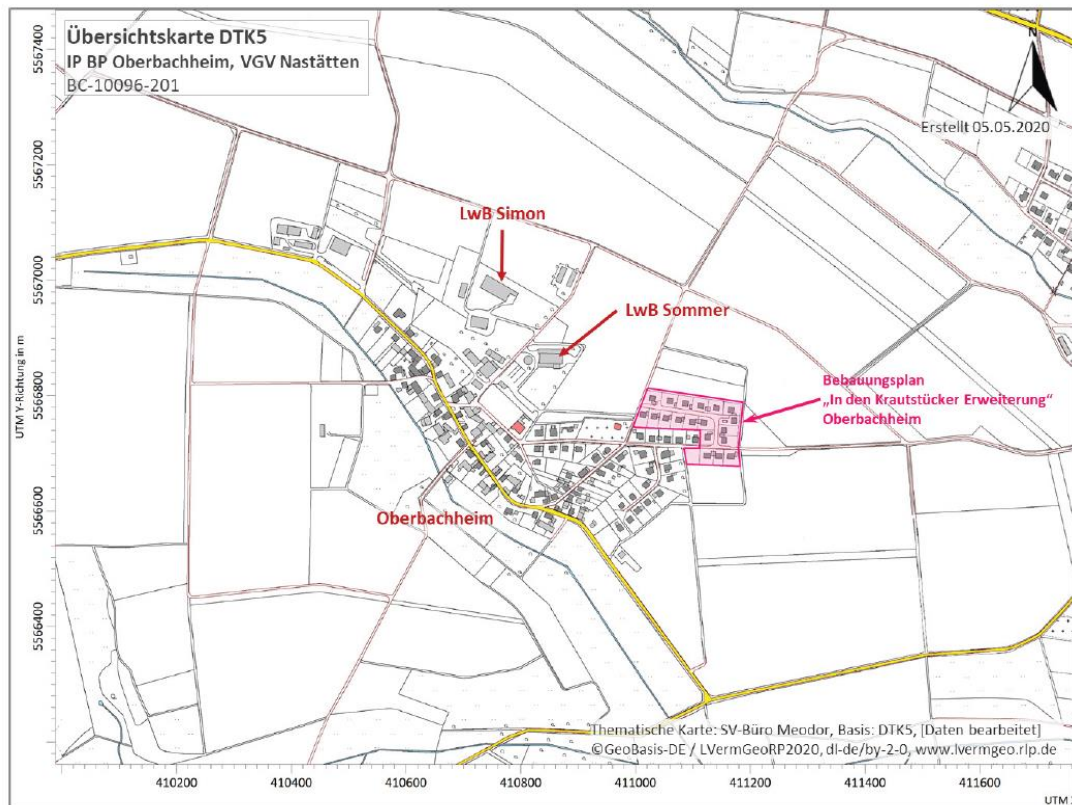 Übersichtskarte DTK5
IP BP Oberbachheim, VGV Nastätten
BC-10096-201
N
Erstellt 05.05.2020
LwB Simon
LwB Sommer
Bebauungsplan
„In den Krautstücker Erweiterung“
Oberbachheim
Oberbachheim
UTM Y-Richtung in m
5567400
5567200
5567000
5566800
5566600
5566400
Thematische Karte: SV-Büro Meodor, Basis: DTK5, [Daten bearbeitet]
©GeoBasis-DE / LVermGeoRP2020, dl-de/by-2-0, www.lvermgeo.rlp.de
410200
410400
410600
410800
411000
411200
411400
411600
UTM